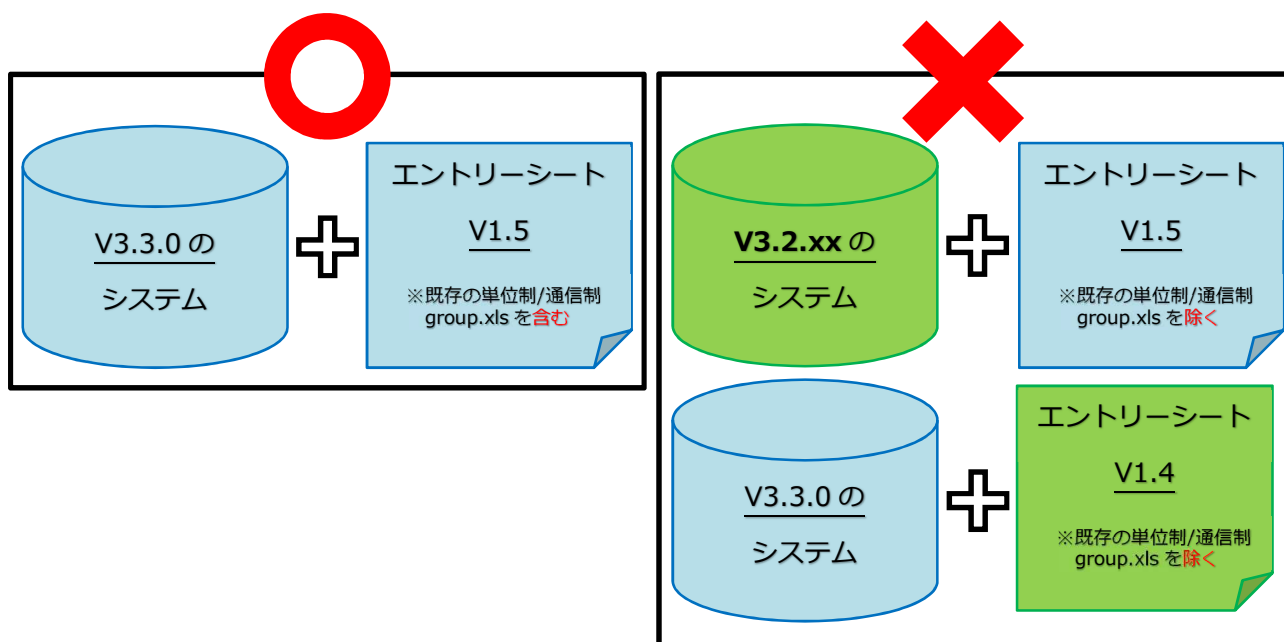 V3.3.0 の
システム
エントリーシート
V1.5
※既存の単位制/通信制
group.xls を含む
V3.2.xx の
システム
エントリーシート
V1.5
※既存の単位制/通信制
group.xls を除く
V3.3.0 の
システム
エントリーシート
V1.4
※既存の単位制/通信制
group.xls を除く